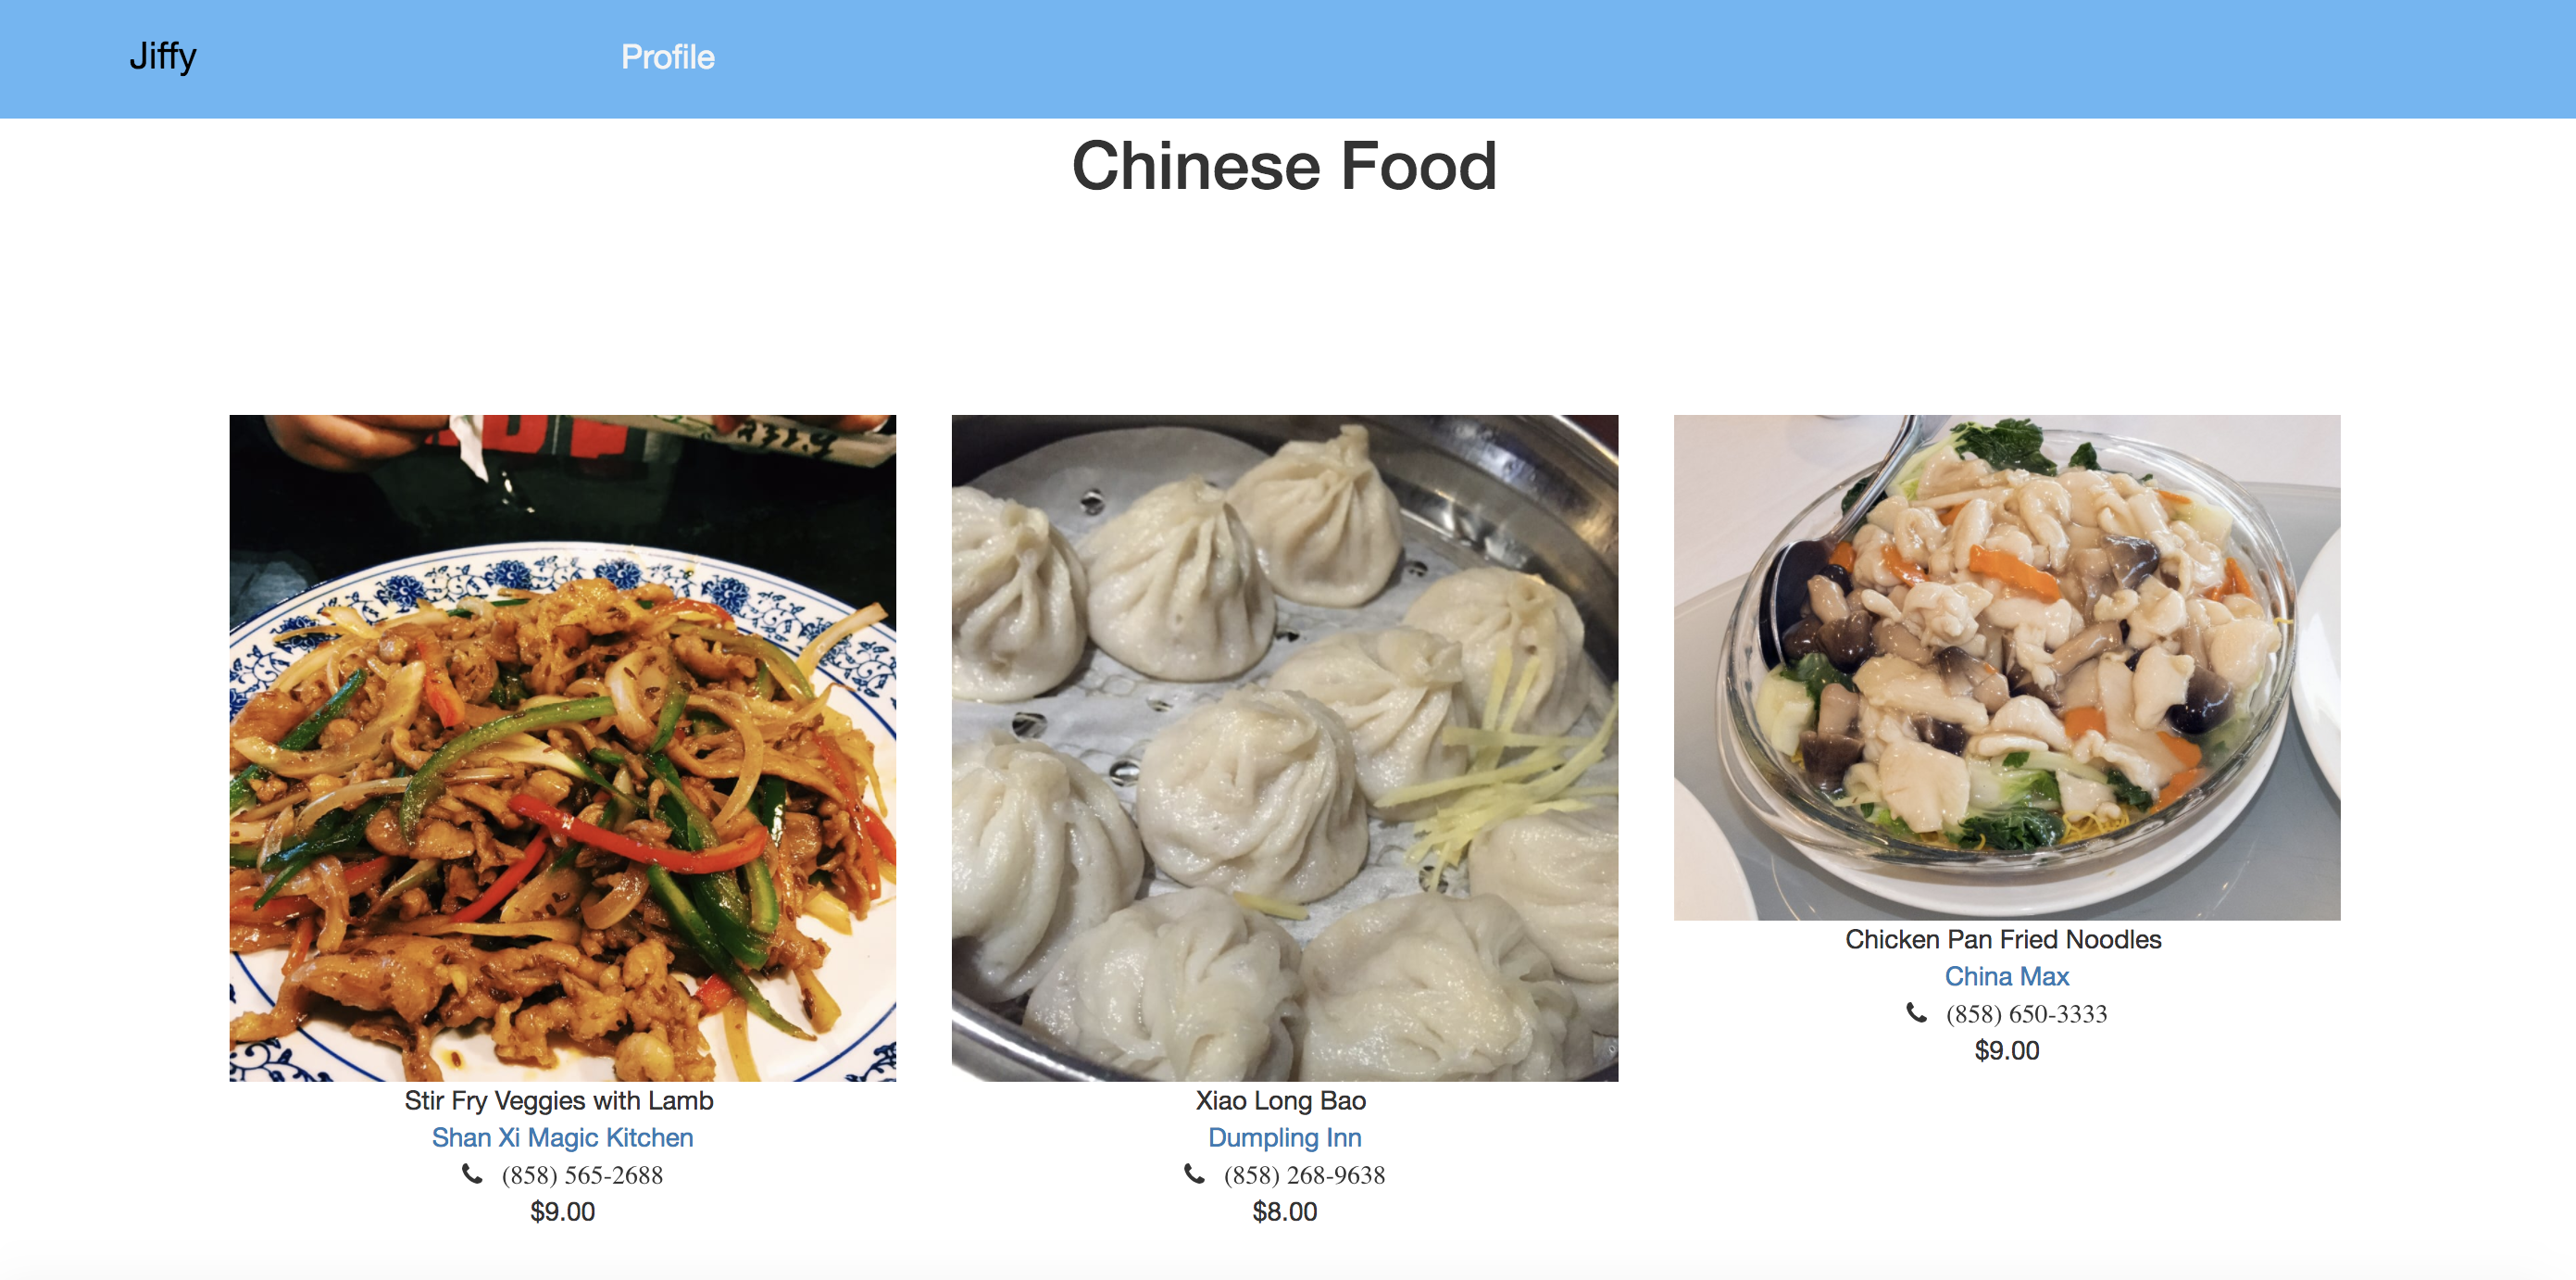 Jiffy
Profile
Chinese Food
Stir Fry Veggies with Lamb
Shan Xi Magic Kitchen
(858) 565-2688
$9.00
Xiao Long Bao
Dumpling Inn
(858) 268-9638
$8.00
Chicken Pan Fried Noodles
China Max
(858) 650-3333
$9.00